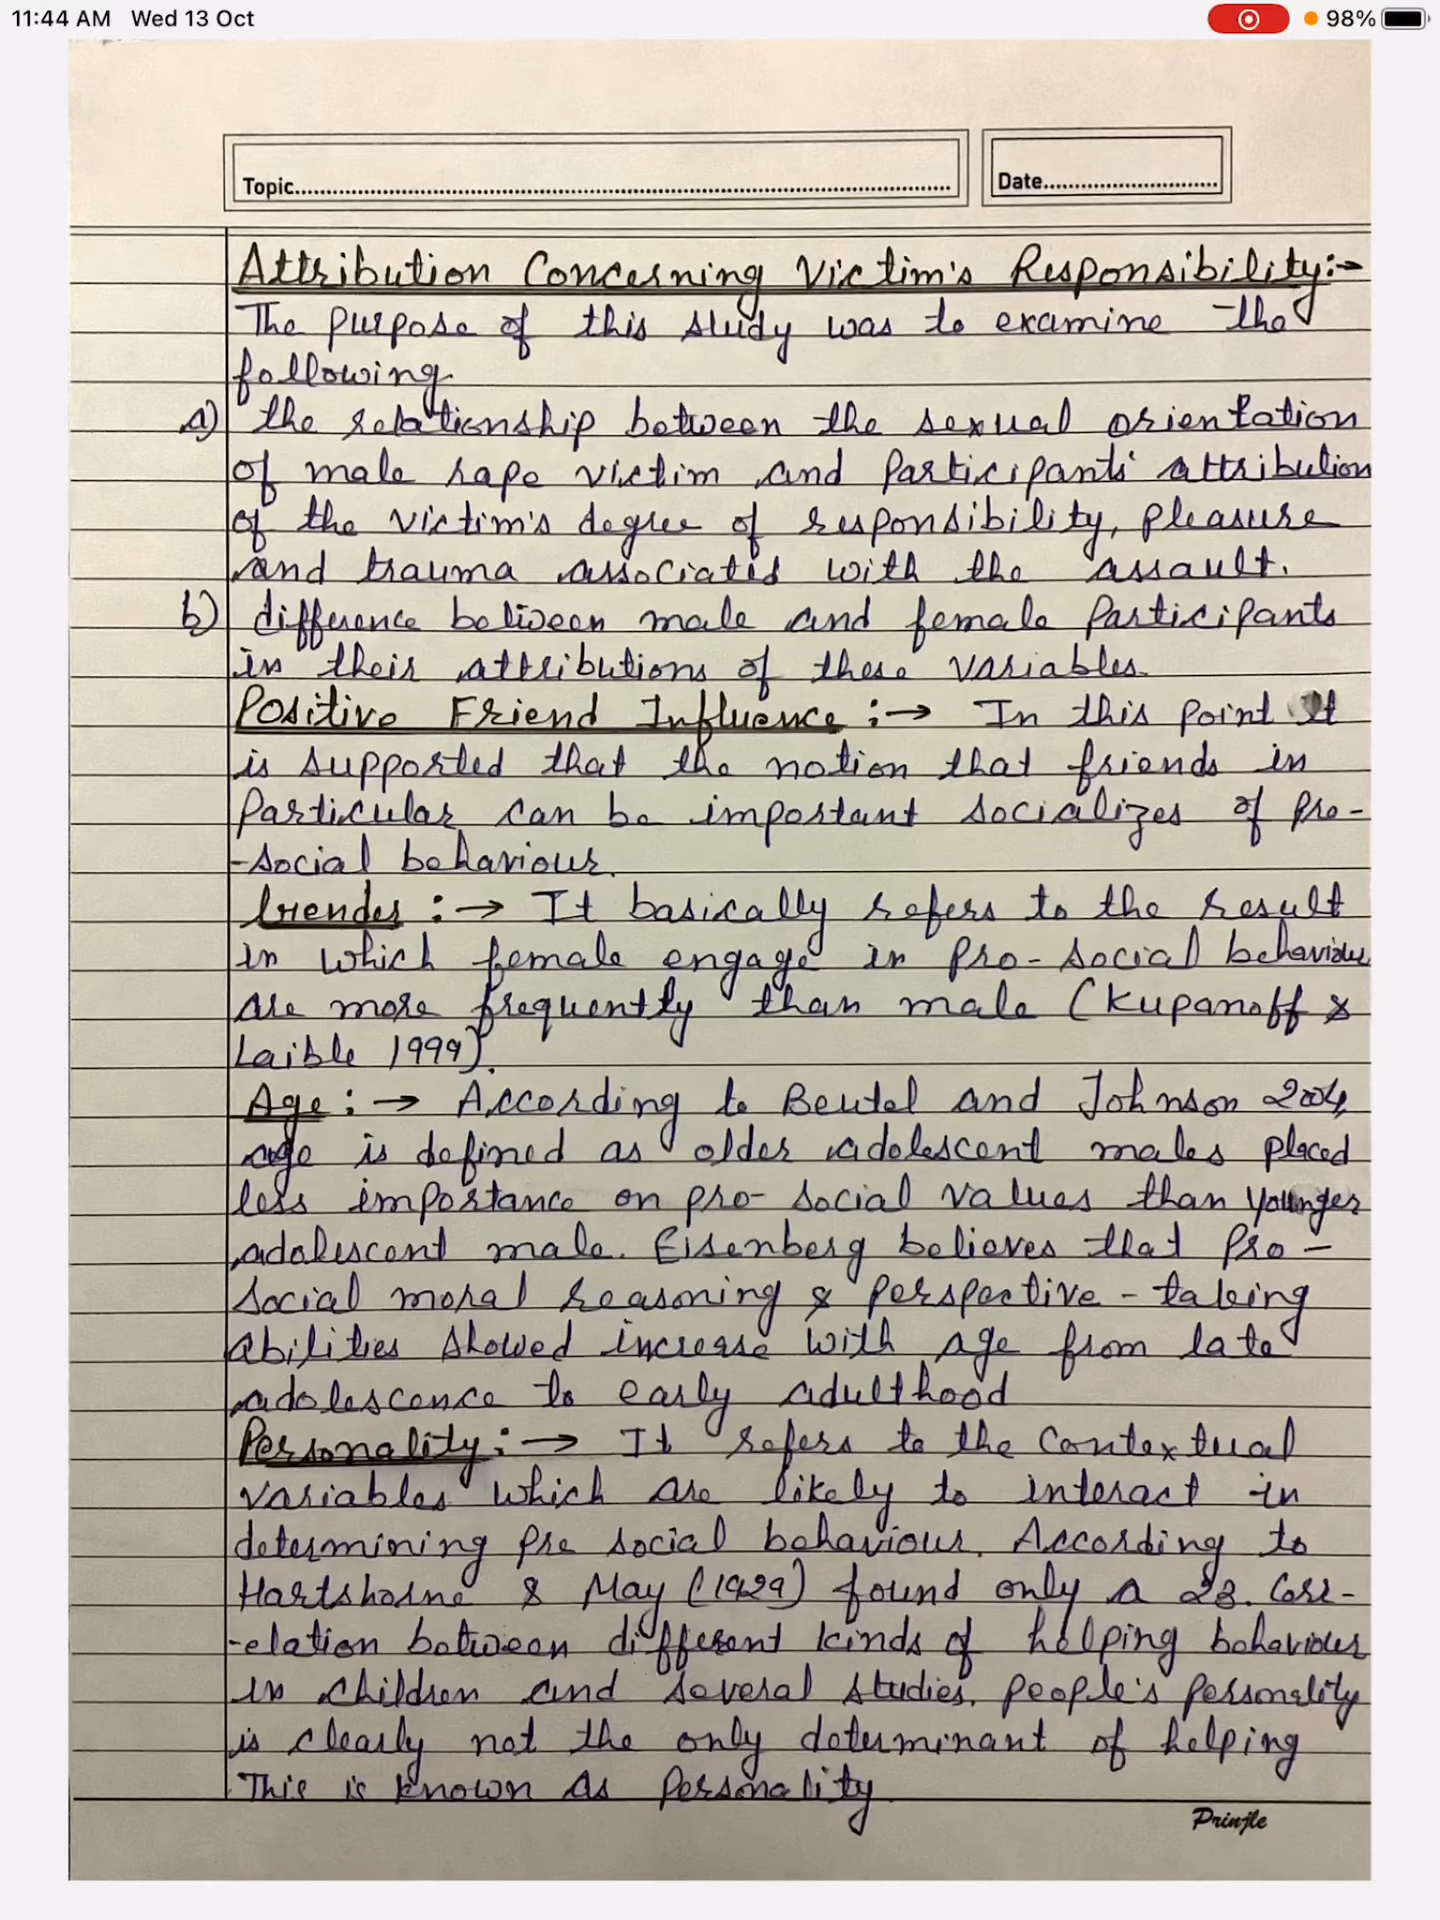 11:44 AM Wed 13 Oct 98%
Topic
Date
Attribution Concerning Victim's Responsibility:→
The purpose of this study was to examine the
following
a) the relationship between the sexual orientation
of male rape victim and Participants' attribution
of the victim's degree of responsibility, pleasure
and trauma associated with the assault.
b) difference between male and female Participants
in their attributions of these variables.
Positive Friend Influence :→ In this point It
is supported that the notion that friends in
Particular can be important socializes of pro-
-social behaviour.
Gender :→ It basically refers to the result
in which female engage in pro-social behaviour
are more frequently than male (Kupanoff &
Laible 1999).
Age :→ According to Beutel and Johnson 2004,
age is defined as older adolescent males placed
less importance on pro-social values than younger
adolescent male. Eisenberg believes that Pro-
social moral reasoning & perspective-taking
abilities showed increase with age from late
adolescence to early adulthood
Personality :→ It refers to the contextual
variables which are likely to interact in
determining pro social behaviour. According to
Hartshorne & May (1929) found only a 23. Corr-
-elation between different kinds of helping behaviour
in children and several studies. people's personality
is clearly not the only determinant of helping
This is known as Personality
Prinjle